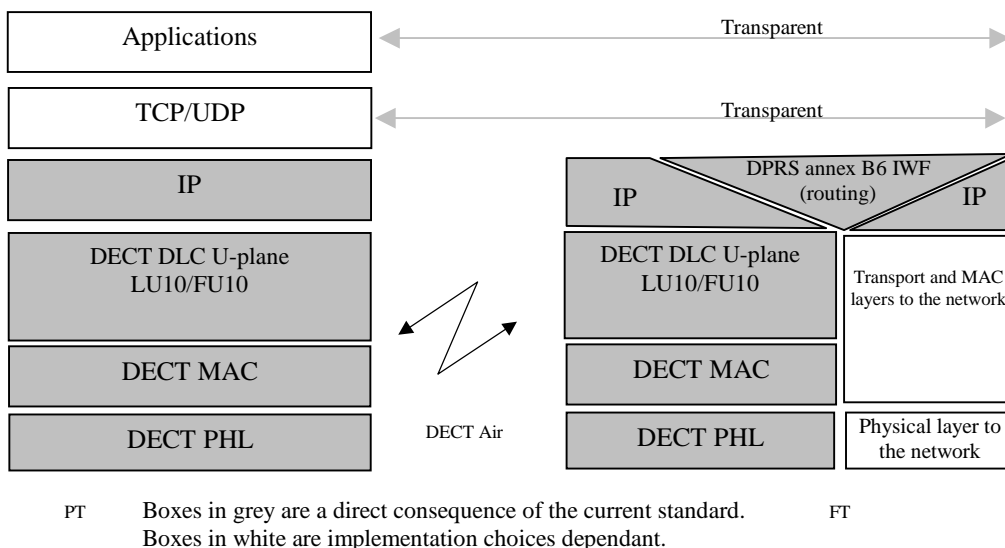 Applications
Transparent
TCP/UDP
Transparent
IP
DPRS annex B6 IWF
(routing)
IP
IP
DECT DLC U-plane
LU10/FU10
DECT DLC U-plane
LU10/FU10
Transport and MAC
layers to the network
DECT MAC
DECT MAC
DECT PHL
DECT Air
DECT PHL
Physical layer to
the network
PT
Boxes in grey are a direct consequence of the current standard.
FT
Boxes in white are implementation choices dependant.